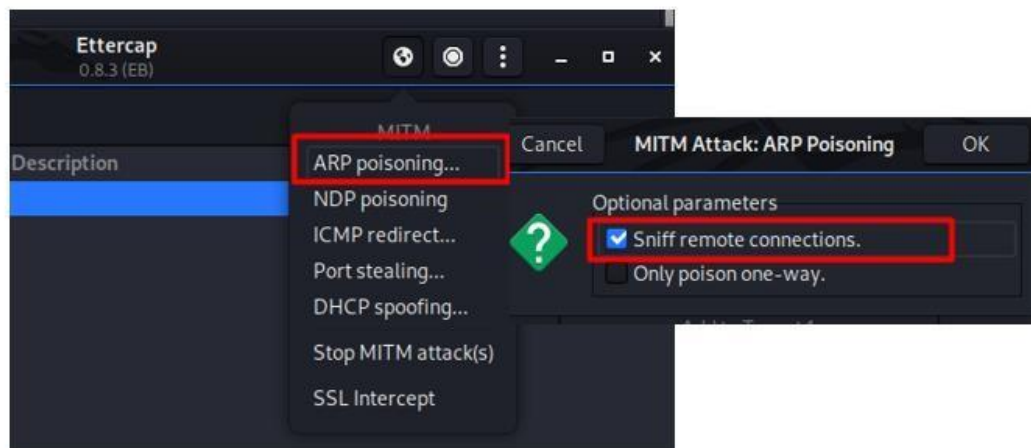 Ettercap
0.8.3 (EB)
MITM
Description
ARP poisoning...
NDP poisoning
ICMP redirect...
Port stealing...
DHCP spoofing...
Stop MITM attack(s)
SSL Intercept
Cancel
MITM Attack: ARP Poisoning
OK
Optional parameters
Sniff remote connections.
Only poison one-way.